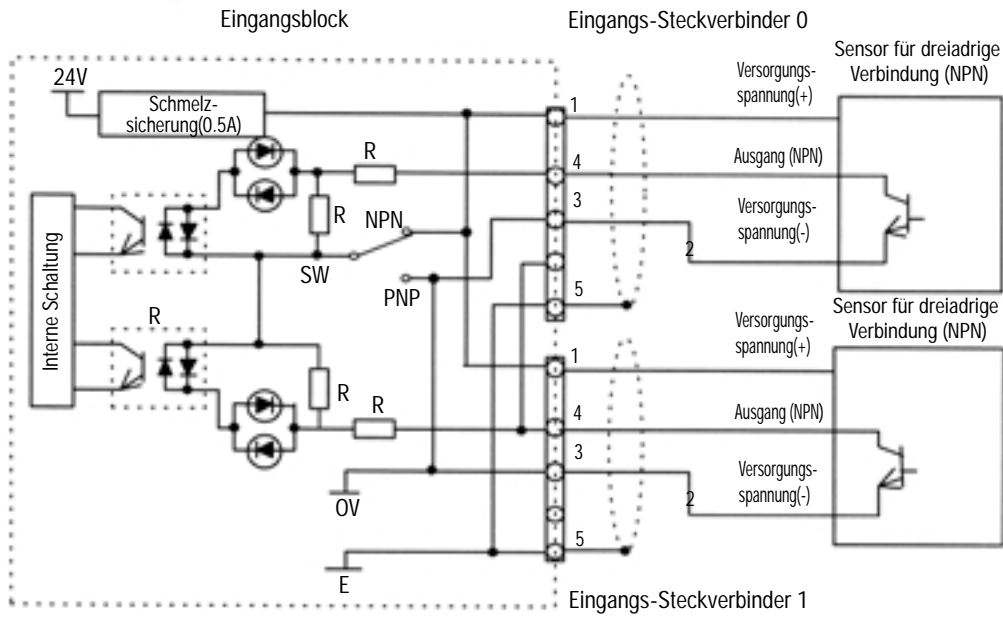 Eingangsblock
Eingangs-Steckverbinder 0
Sensor für dreiadrige
Verbindung (NPN)
24V
Schmelz-
sicherung(0.5A)
Versorgungs-
spannung(+)
1
R
4
Ausgang (NPN)
R
NPN
3
Versorgungs-
spannung(-)
2
SW
PNP
5
Interne Schaltung
R
Sensor für dreiadrige
Verbindung (NPN)
Versorgungs-
spannung(+)
1
R
R
4
Ausgang (NPN)
3
Versorgungs-
spannung(-)
2
0V
5
E
Eingangs-Steckverbinder 1